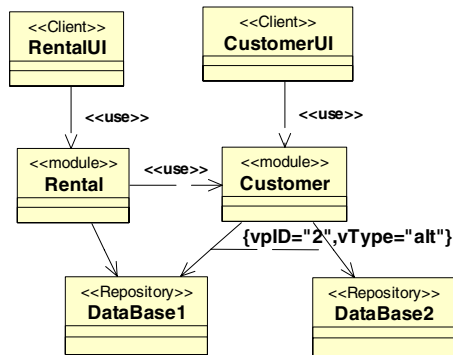 <<Client>>
RentalUI
<<Client>>
CustomerUI
<<use>>
<<use>>
<<module>>
Rental
<<use>>
<<module>>
Customer
{vpID="2",vType="alt"}
<<Repository>>
DataBase1
<<Repository>>
DataBase2